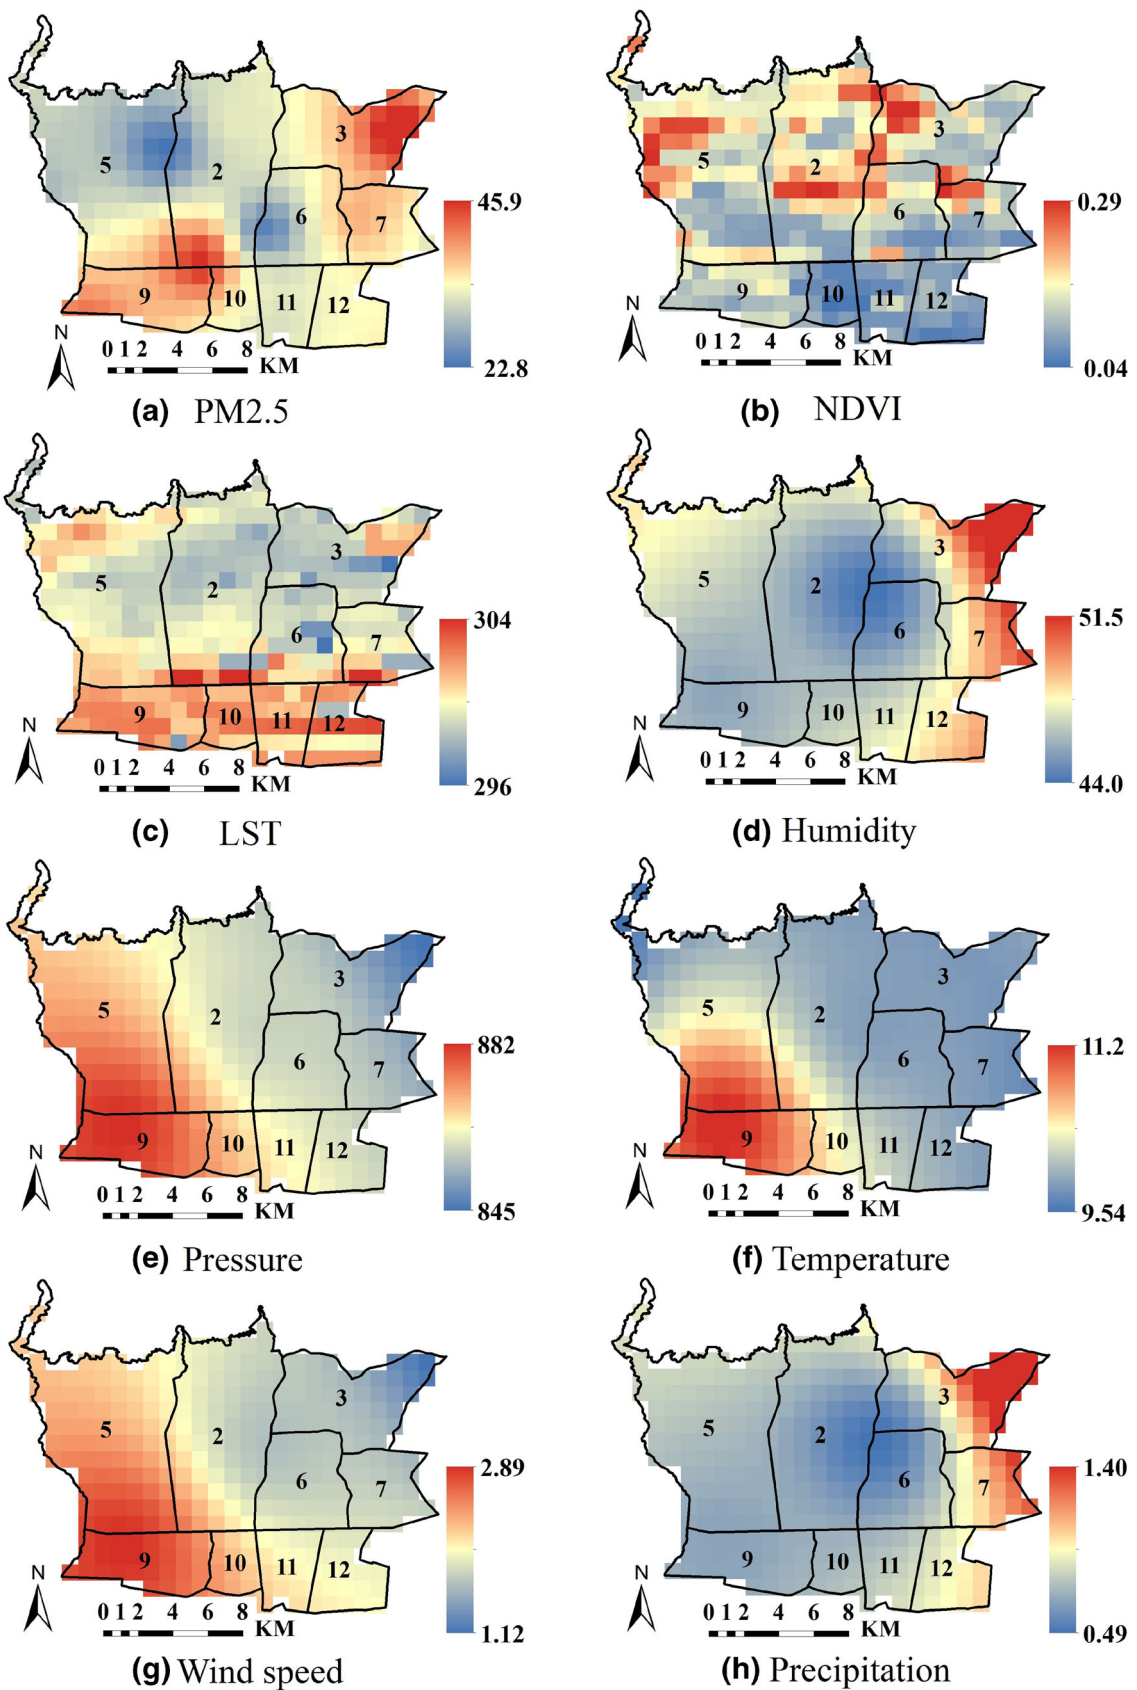 5
2
3
6
7
9
10
11
12
45.9
22.8
N
0 1 2 4 6 8
KM
(a) PM2.5
5
2
3
6
7
9
10
11
12
0.29
0.04
N
0 1 2 4 6 8
KM
(b) NDVI
5
2
3
6
7
9
10
11
12
304
296
N
0 1 2 4 6 8
KM
(c) LST
5
2
3
6
7
9
10
11
12
51.5
44.0
N
0 1 2 4 6 8
KM
(d) Humidity
5
2
3
6
7
9
10
11
12
882
845
N
0 1 2 4 6 8
KM
(e) Pressure
5
2
3
6
7
9
10
11
12
11.2
9.54
N
0 1 2 4 6 8
KM
(f) Temperature
5
2
3
6
7
9
10
11
12
2.89
1.12
N
0 1 2 4 6 8
KM
(g) Wind speed
5
2
3
6
7
9
10
11
12
1.40
0.49
N
0 1 2 4 6 8
KM
(h) Precipitation